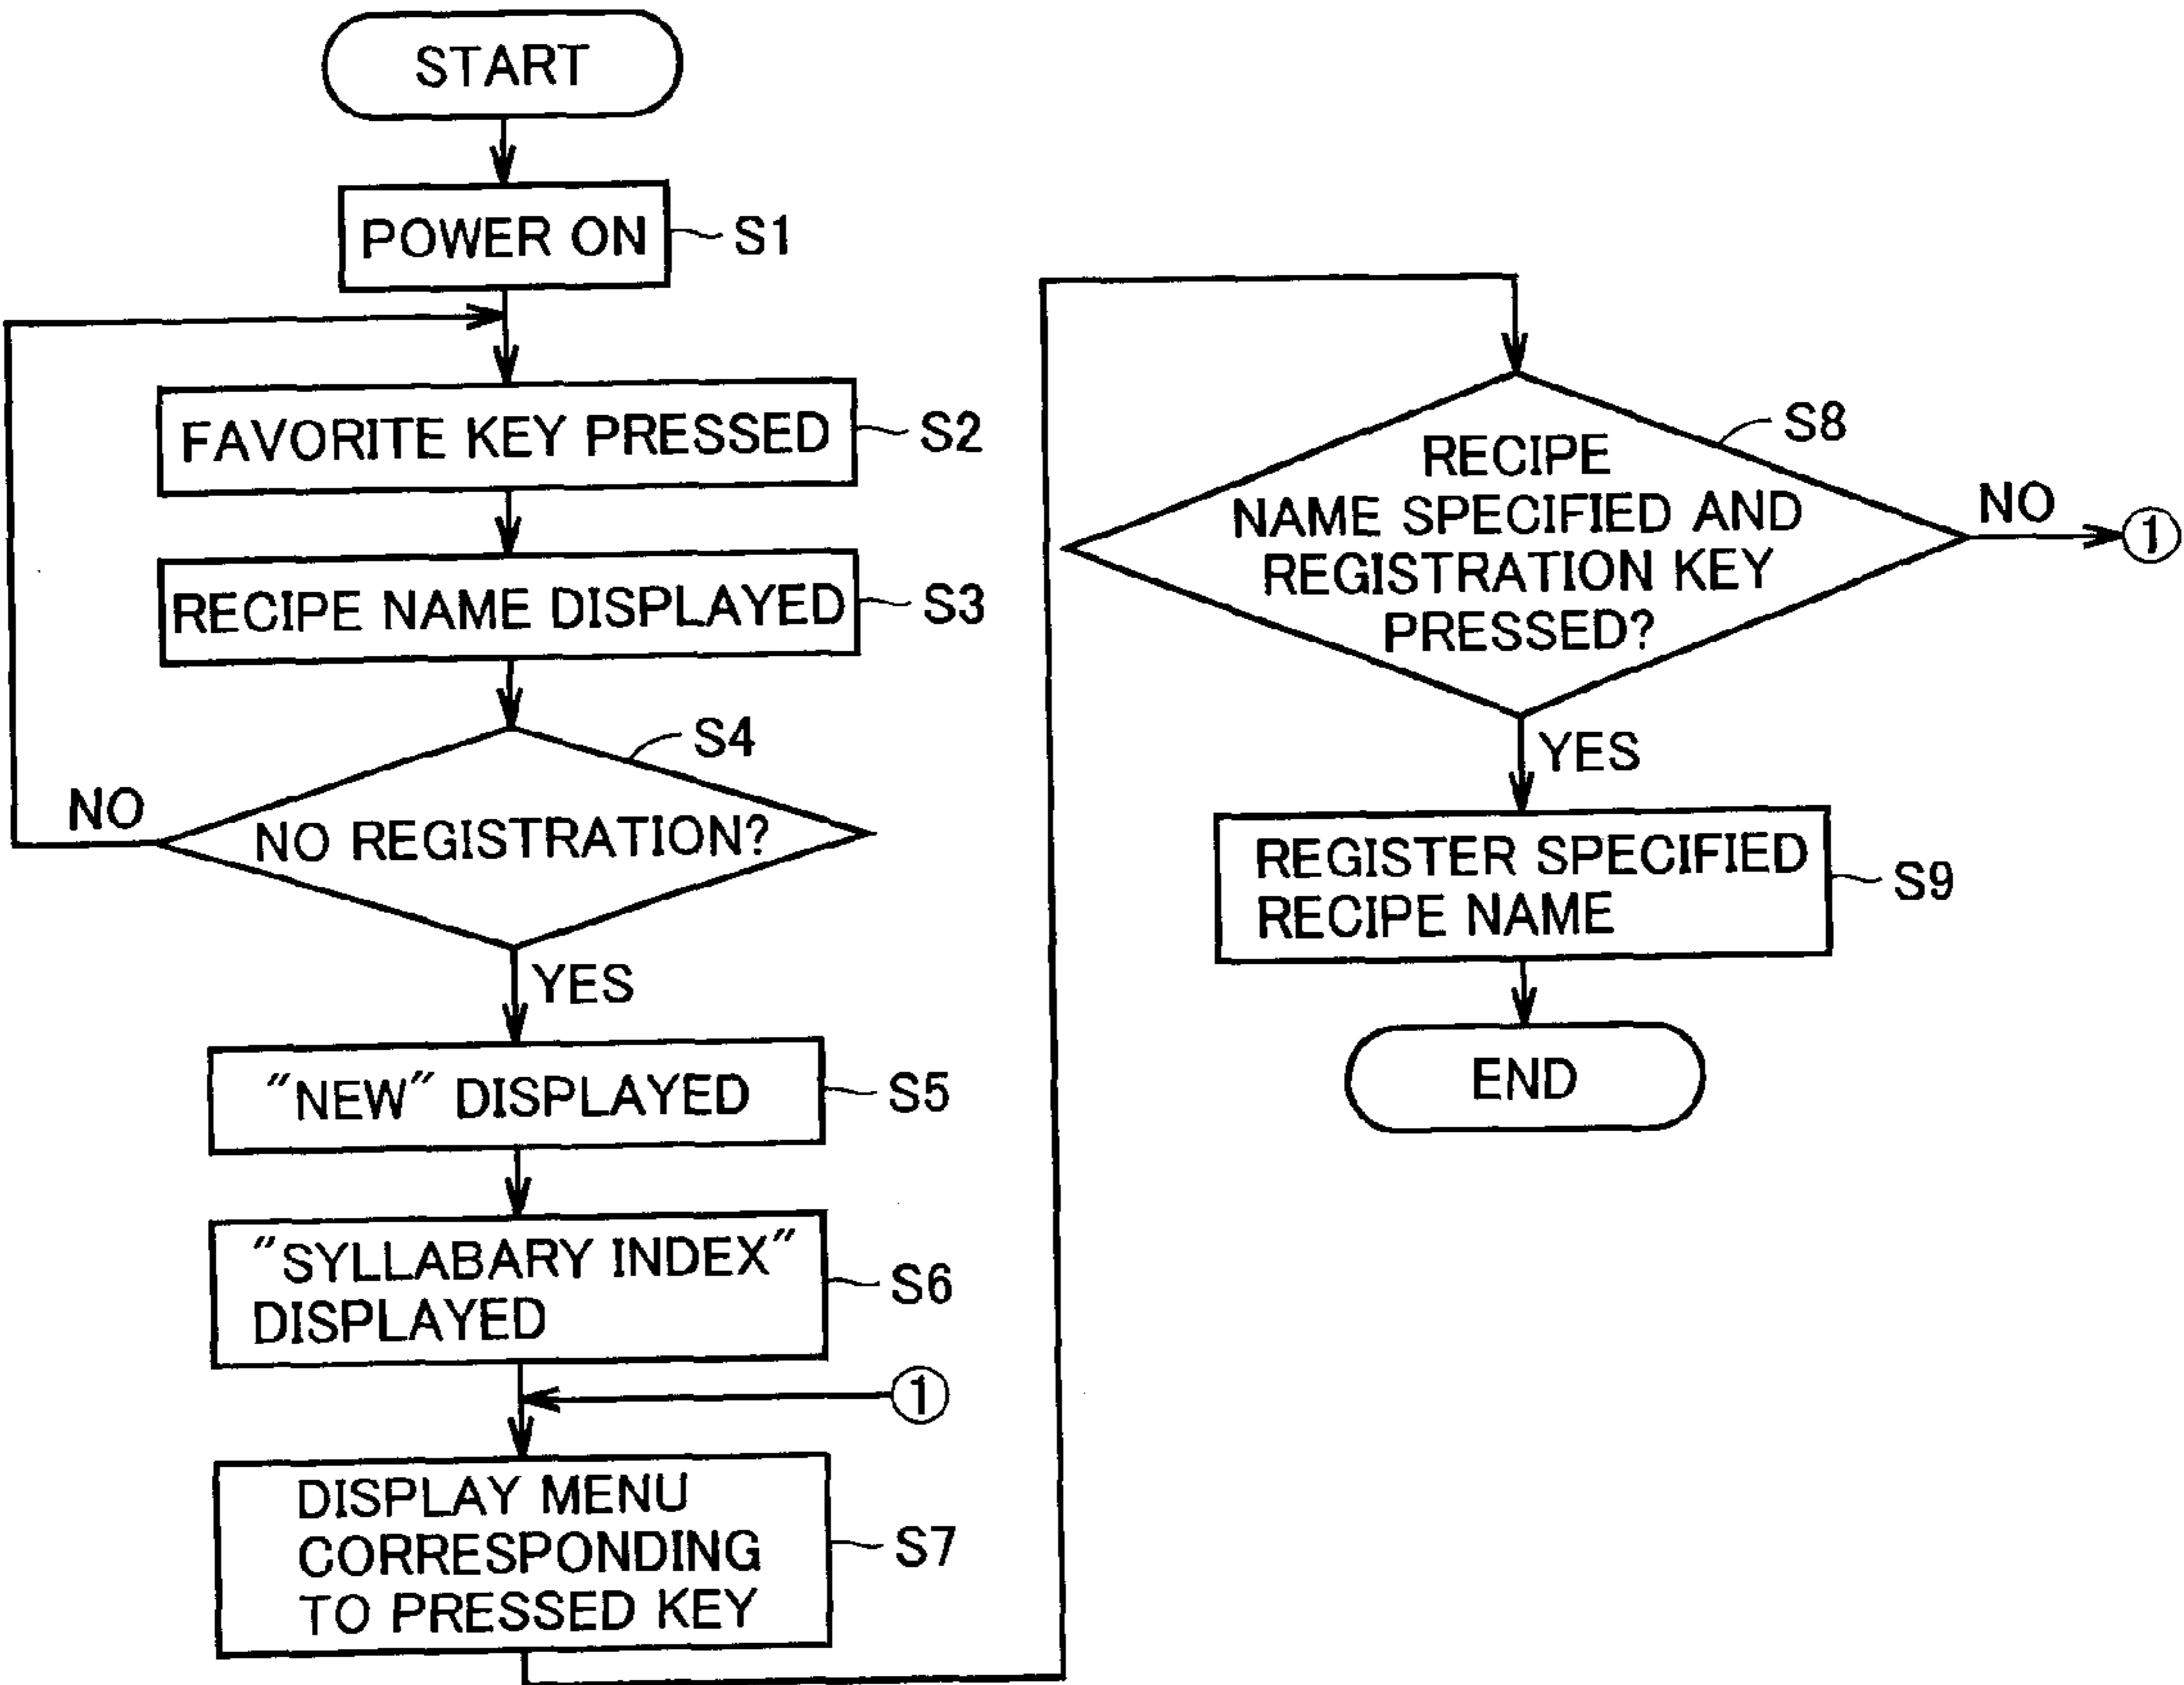 START
POWER ON
S1
FAVORITE KEY PRESSED
S2
RECIPE NAME DISPLAYED
S3
S4
NO
NO REGISTRATION?
YES
"NEW" DISPLAYED
S5
"SYLLABARY INDEX"
DISPLAYED
S6
1
DISPLAY MENU
CORRESPONDING
TO PRESSED KEY
S7
S8
RECIPE
NAME SPECIFIED AND
REGISTRATION KEY
PRESSED?
NO
1
YES
REGISTER SPECIFIED
RECIPE NAME
S9
END